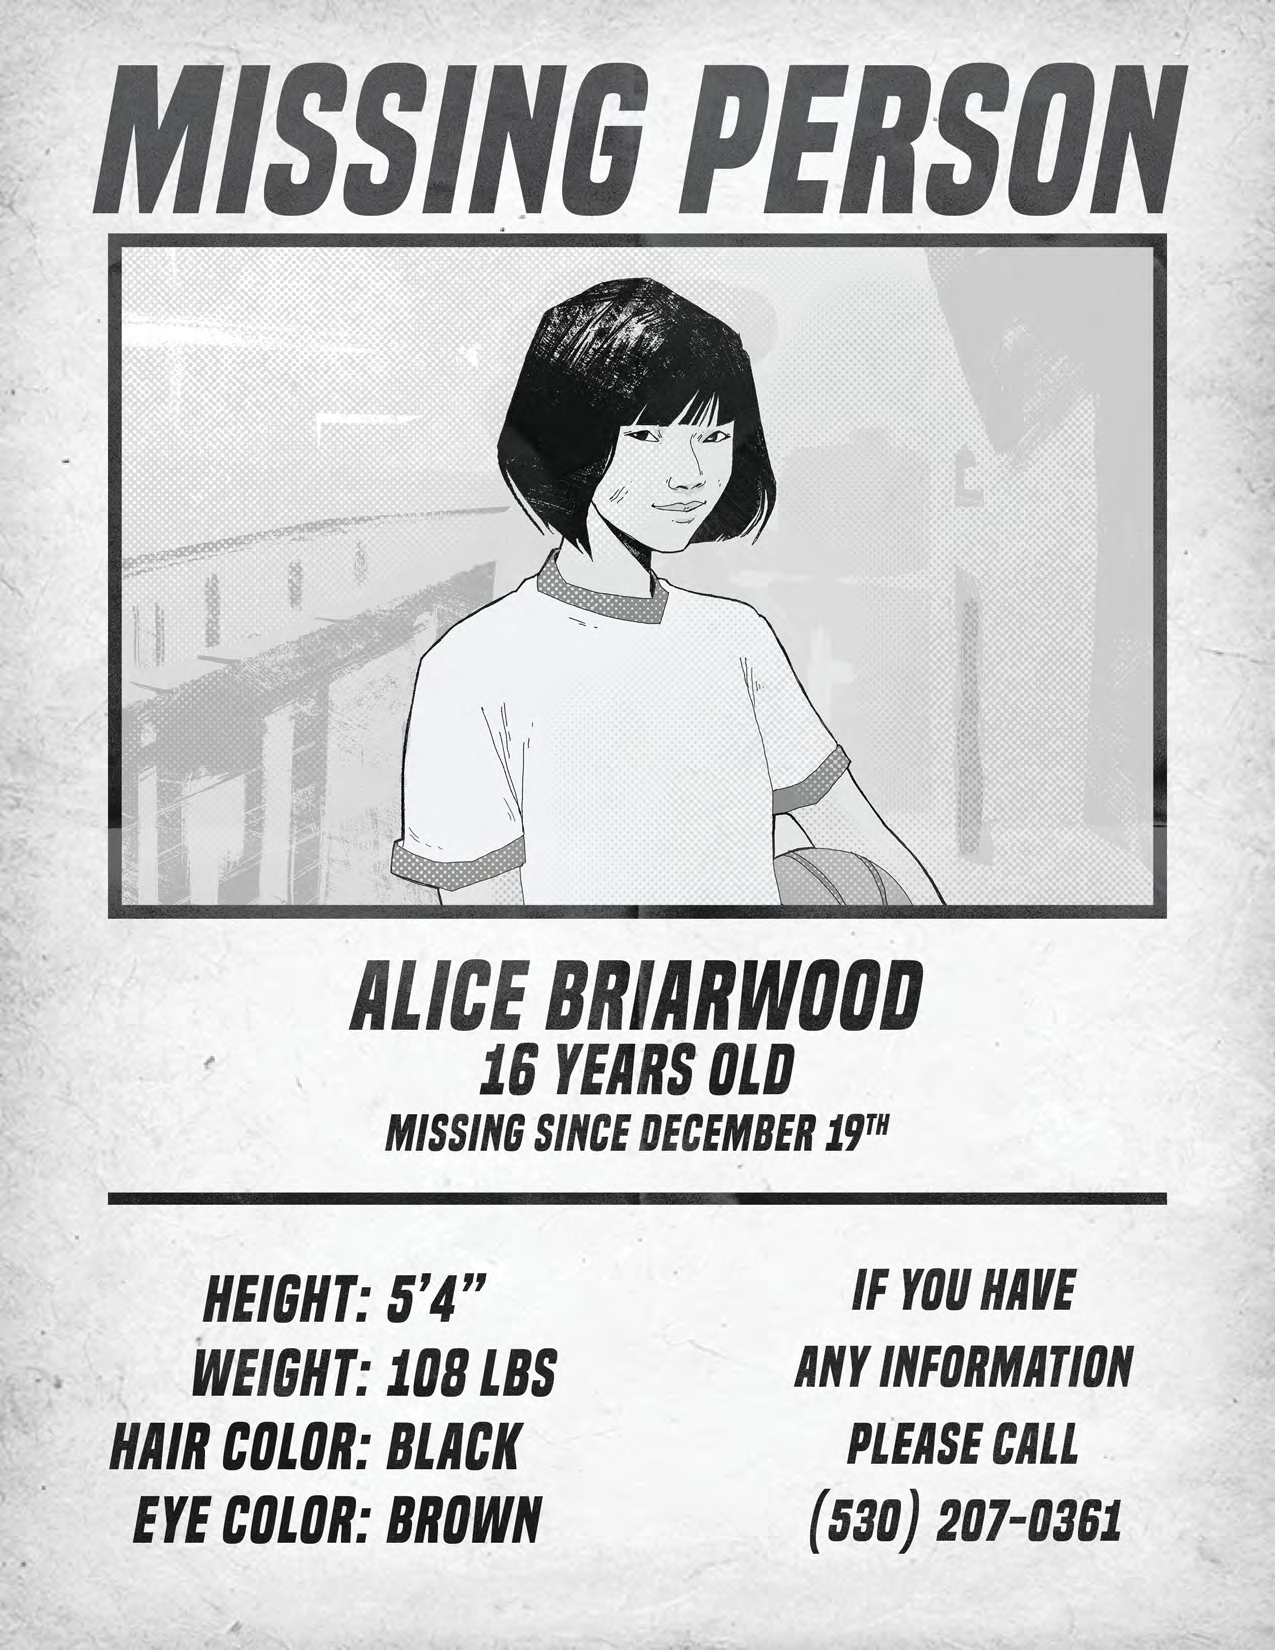 MISSING PERSON
ALICE BRIARWOOD
16 YEARS OLD
MISSING SINCE DECEMBER 19TH
HEIGHT: 5’4”
WEIGHT: 108 LBS
HAIR COLOR: BLACK
EYE COLOR: BROWN
IF YOU HAVE
ANY INFORMATION
PLEASE CALL
(530) 207-0361